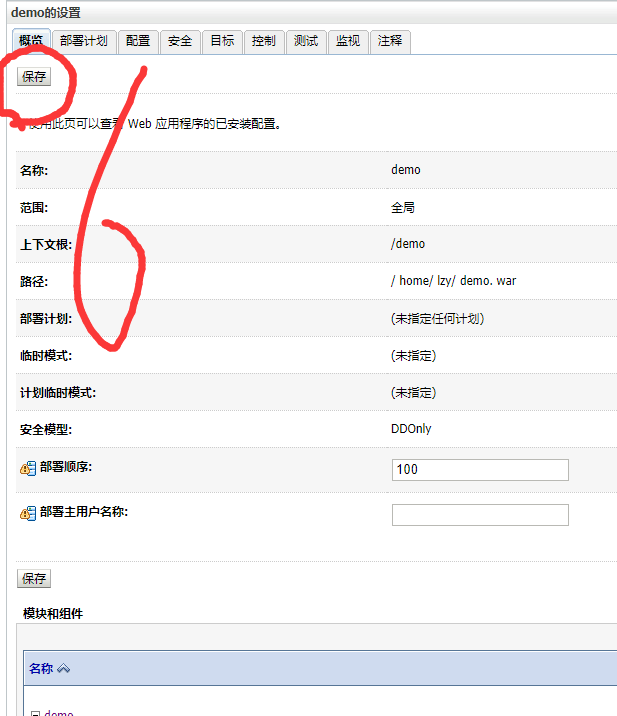 demo的设置
概览 部署计划 配置 安全 目标 控制 测试 监视 注释
保存
使用此页可以查看 Web 应用程序的已安装配置。
名称: demo
范围: 全局
上下文根: /demo
路径: / home/ lzy/ demo. war
部署计划: (未指定任何计划)
临时模式: (未指定)
计划临时模式: (未指定)
安全模型: DDOnly
部署顺序: 100
部署主用户名称:
保存
模块和组件
名称
demo
6